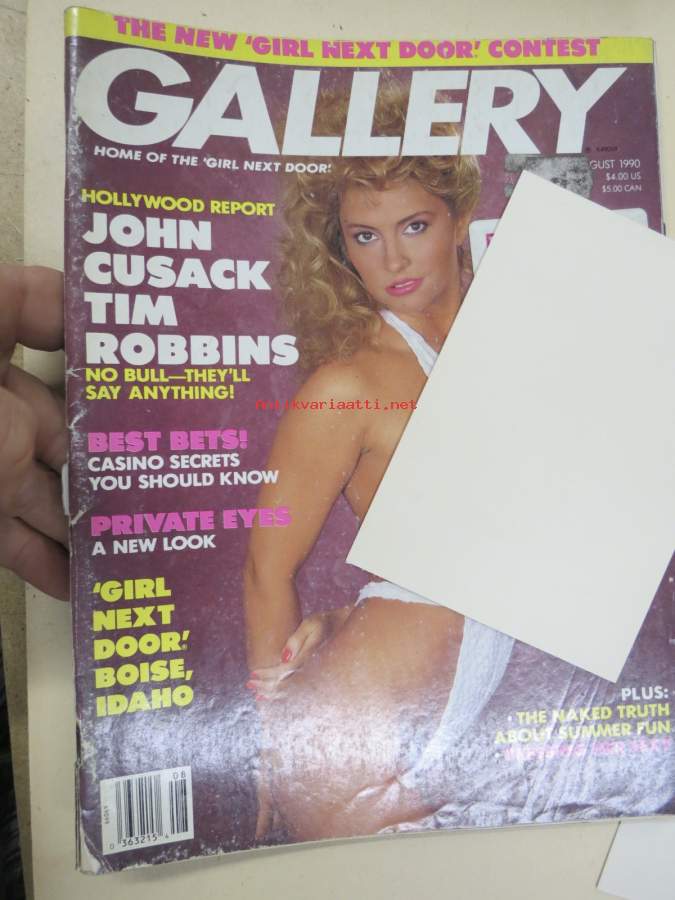 THE NEW 'GIRL NEXT DOOR' CONTEST
GALLERY
HOME OF THE 'GIRL NEXT DOOR'
GUST 1990
$4.00 US
$5.00 CAN
HOLLYWOOD REPORT
JOHN
CUSACK
TIM
ROBBINS
NO BULL—THEY'LL
SAY ANYTHING!
antikvariaatti.net
BEST BETS!
CASINO SECRETS
YOU SHOULD KNOW
PRIVATE EYES
A NEW LOOK
'GIRL
NEXT
DOOR'
BOISE,
IDAHO
PLUS:
• THE NAKED TRUTH
ABOUT SUMMER FUN
08
0 363215 4